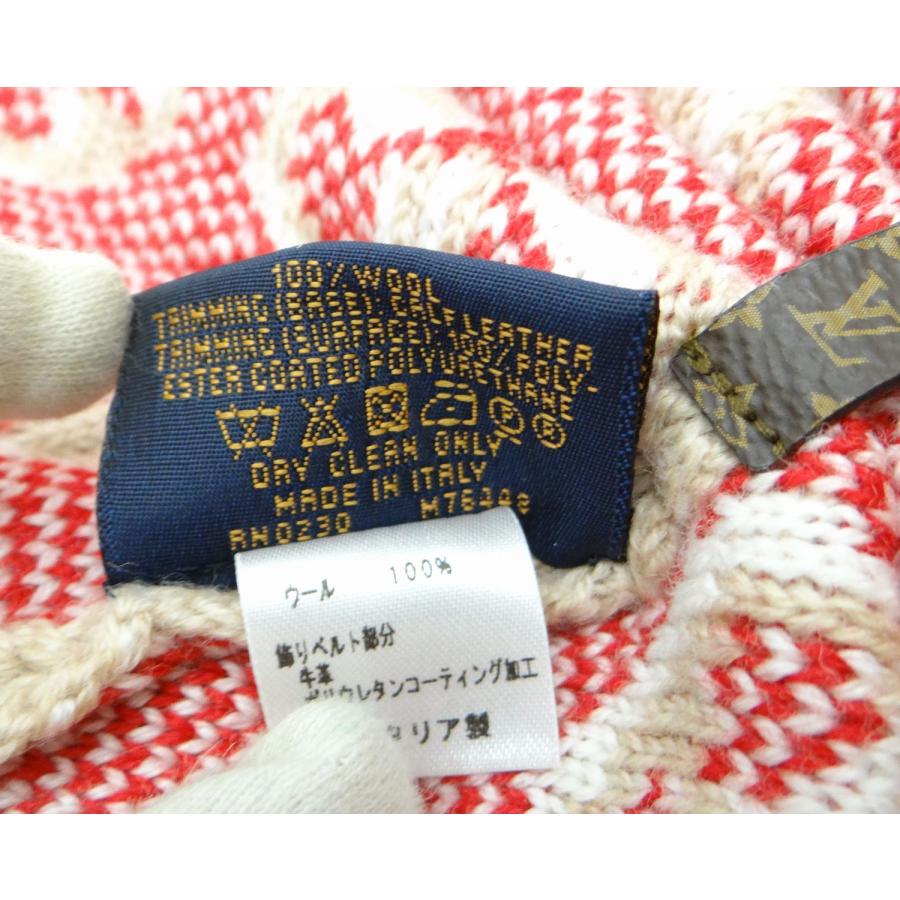 100% WOOL
TRIMMING (BASE): CALF LEATHER
TRIMMING (SURFACE): 100% POLY-
ESTER COATED POLYURETHANE
DRY CLEAN ONLY
MADE IN ITALY
RN0230 M76448
ウール 100%
飾りベルト部分
牛革
ポリウレタンコーティング加工
タリア製
LV